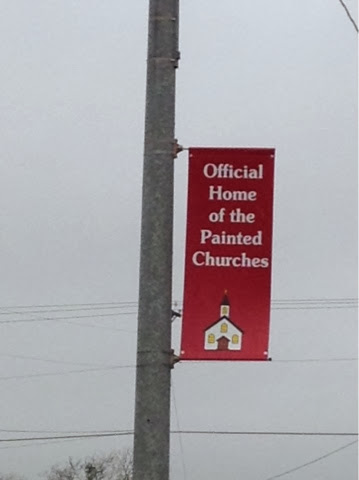 Official
Home
of the
Painted
Churches